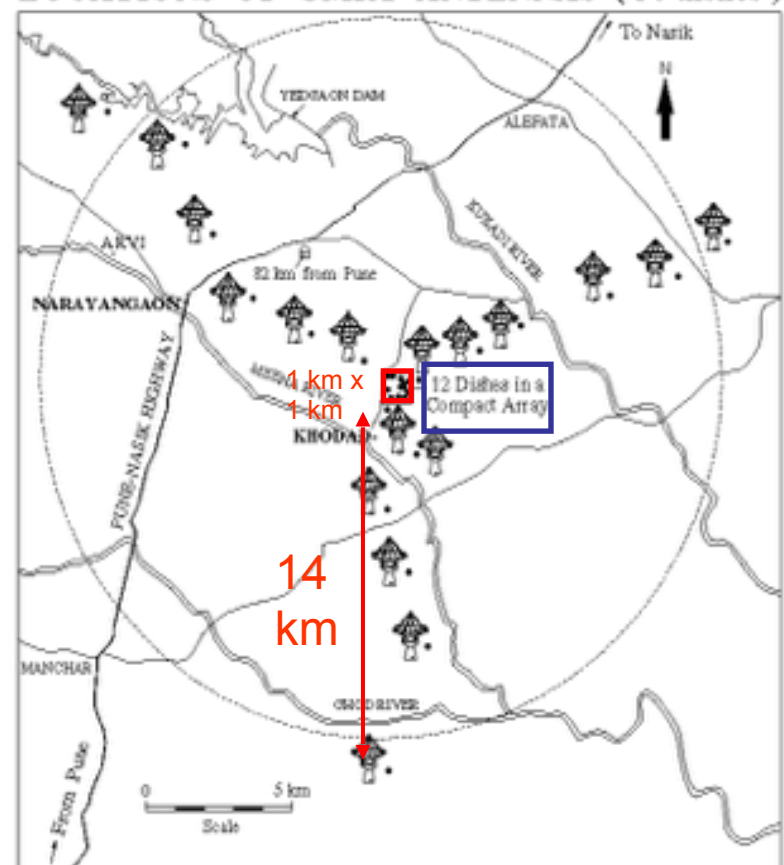 To Nasik
N
YEDGAON DAM
ALEFATA
KUKADI RIVER
ARVI
82 km from Pune
NARAYANGAON
PUNE-NASIK HIGHWAY
1 km x
1 km
RIVER
12 Dishes in a
Compact Array
KHODAD
14
km
MANCHAR
RIVER
0 5 km
Scale
From Pune